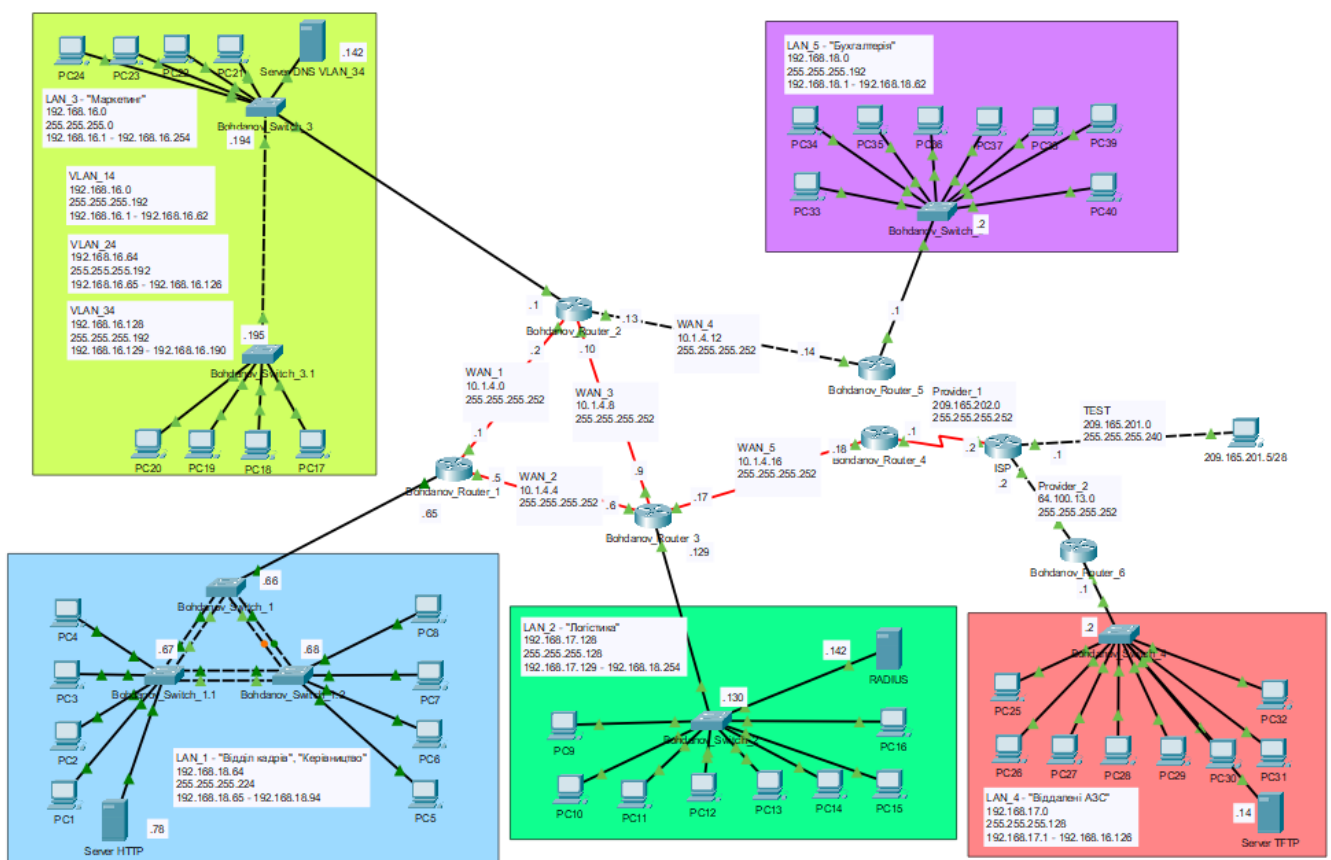 PC24
PC23
PC22
PC21
Server DNS VLAN_34
.142
LAN_3 - "Маркетинг"
192.168.16.0
255.255.255.0
192.168.16.1 - 192.168.16.254
Bohdanov_Switch_3
.194
VLAN_14
192.168.16.0
255.255.255.192
192.168.16.1 - 192.168.16.62
VLAN_24
192.168.16.64
255.255.255.192
192.168.16.65 - 192.168.16.126
VLAN_34
192.168.16.128
255.255.255.192
192.168.16.129 - 192.168.16.190
.195
Bohdanov_Switch_3.1
PC20
PC19
PC18
PC17
LAN_5 - "Бухгалтерія"
192.168.18.0
255.255.255.192
192.168.18.1 - 192.168.18.62
PC34
PC35
PC36
PC37
PC38
PC39
PC33
PC40
Bohdanov_Switch_
.2
.1
.1
Bohdanov_Router_2
.13
.2
.10
WAN_4
10.1.4.12
255.255.255.252
.14
Bohdanov_Router_5
WAN_1
10.1.4.0
255.255.255.252
WAN_3
10.1.4.8
255.255.255.252
.1
Bohdanov_Router_1
.5
.65
WAN_2
10.1.4.4
255.255.255.252
.6
.9
Bohdanov_Router 3
.17
.129
WAN_5
10.1.4.16
255.255.255.252
.18
Bohdanov_Router_4
.1
Provider_1
209.165.202.0
255.255.255.252
.2
ISP
.2
.1
TEST
209.165.201.0
255.255.255.240
209.165.201.5/28
Provider_2
64.100.13.0
255.255.255.252
Bohdanov_Router_6
.1
.66
Bohdanov_Switch_1
.67
.68
Bohdanov_Switch_1.1
Bohdanov_Switch_1.2
PC4
PC3
PC2
PC1
PC8
PC7
PC6
PC5
LAN_1 - "Відділ кадрів", "Керівництво"
192.168.18.64
255.255.255.224
192.168.18.65 - 192.168.18.94
.78
Server HTTP
LAN_2 - "Логістика"
192.168.17.128
255.255.255.128
192.168.17.129 - 192.168.18.254
.142
RADIUS
.130
Bohdanov_Switch_2
PC9
PC16
PC10
PC11
PC12
PC13
PC14
PC15
.2
Bohdanov_Switch_4
PC25
PC32
PC26
PC27
PC28
PC29
PC30
PC31
LAN_4 - "Віддалені АЗС"
192.168.17.0
255.255.255.128
192.168.17.1 - 192.168.16.126
.14
Server TFTP